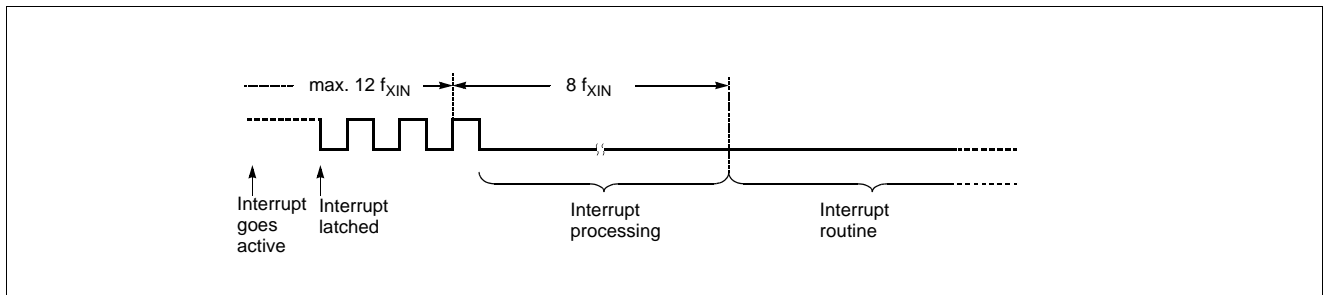 max. 12 fXIN
8 fXIN
Interrupt
goes
active
Interrupt
latched
Interrupt
processing
Interrupt
routine